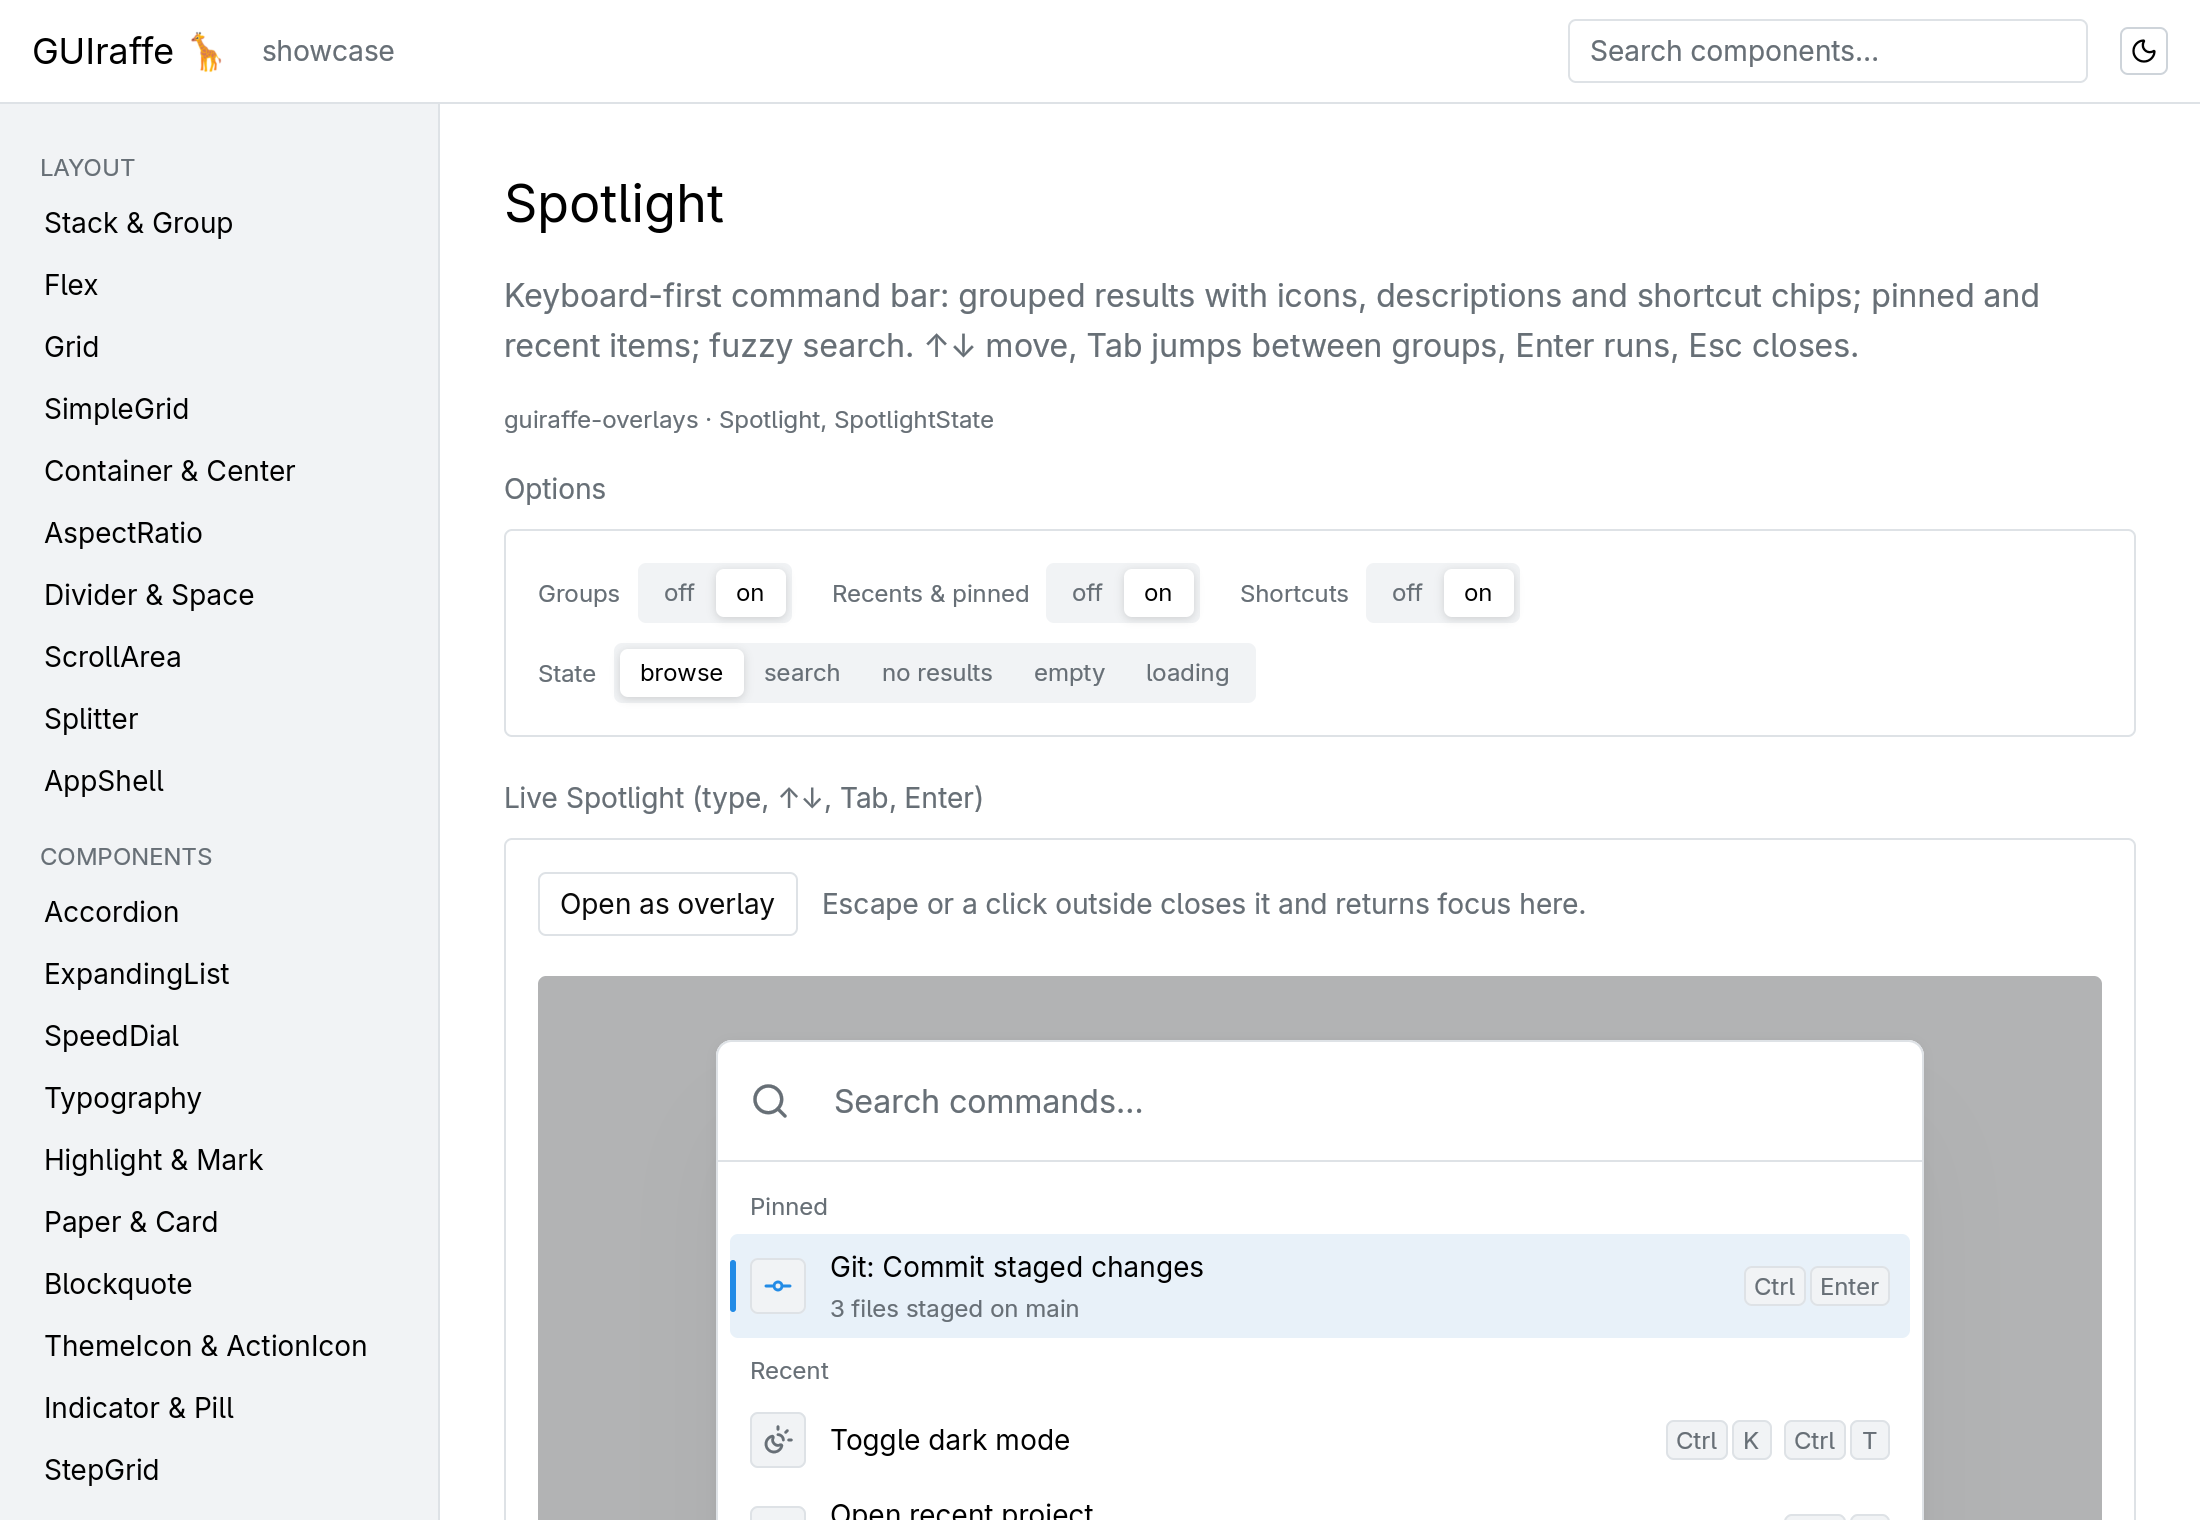 GUIraffe 🦒 showcase
Search components...
LAYOUT
Stack & Group
Flex
Grid
SimpleGrid
Container & Center
AspectRatio
Divider & Space
ScrollArea
Splitter
AppShell
COMPONENTS
Accordion
ExpandingList
SpeedDial
Typography
Highlight & Mark
Paper & Card
Blockquote
ThemeIcon & ActionIcon
Indicator & Pill
StepGrid
Spotlight
Keyboard-first command bar: grouped results with icons, descriptions and shortcut chips; pinned and
recent items; fuzzy search. ↑↓ move, Tab jumps between groups, Enter runs, Esc closes.
guiraffe-overlays · Spotlight, SpotlightState
Options
Groups off on Recents & pinned off on Shortcuts off on
State browse search no results empty loading
Live Spotlight (type, ↑↓, Tab, Enter)
Open as overlay Escape or a click outside closes it and returns focus here.
Search commands...
Pinned
Git: Commit staged changes Ctrl Enter
3 files staged on main
Recent
Toggle dark mode Ctrl K Ctrl T
Open recent project